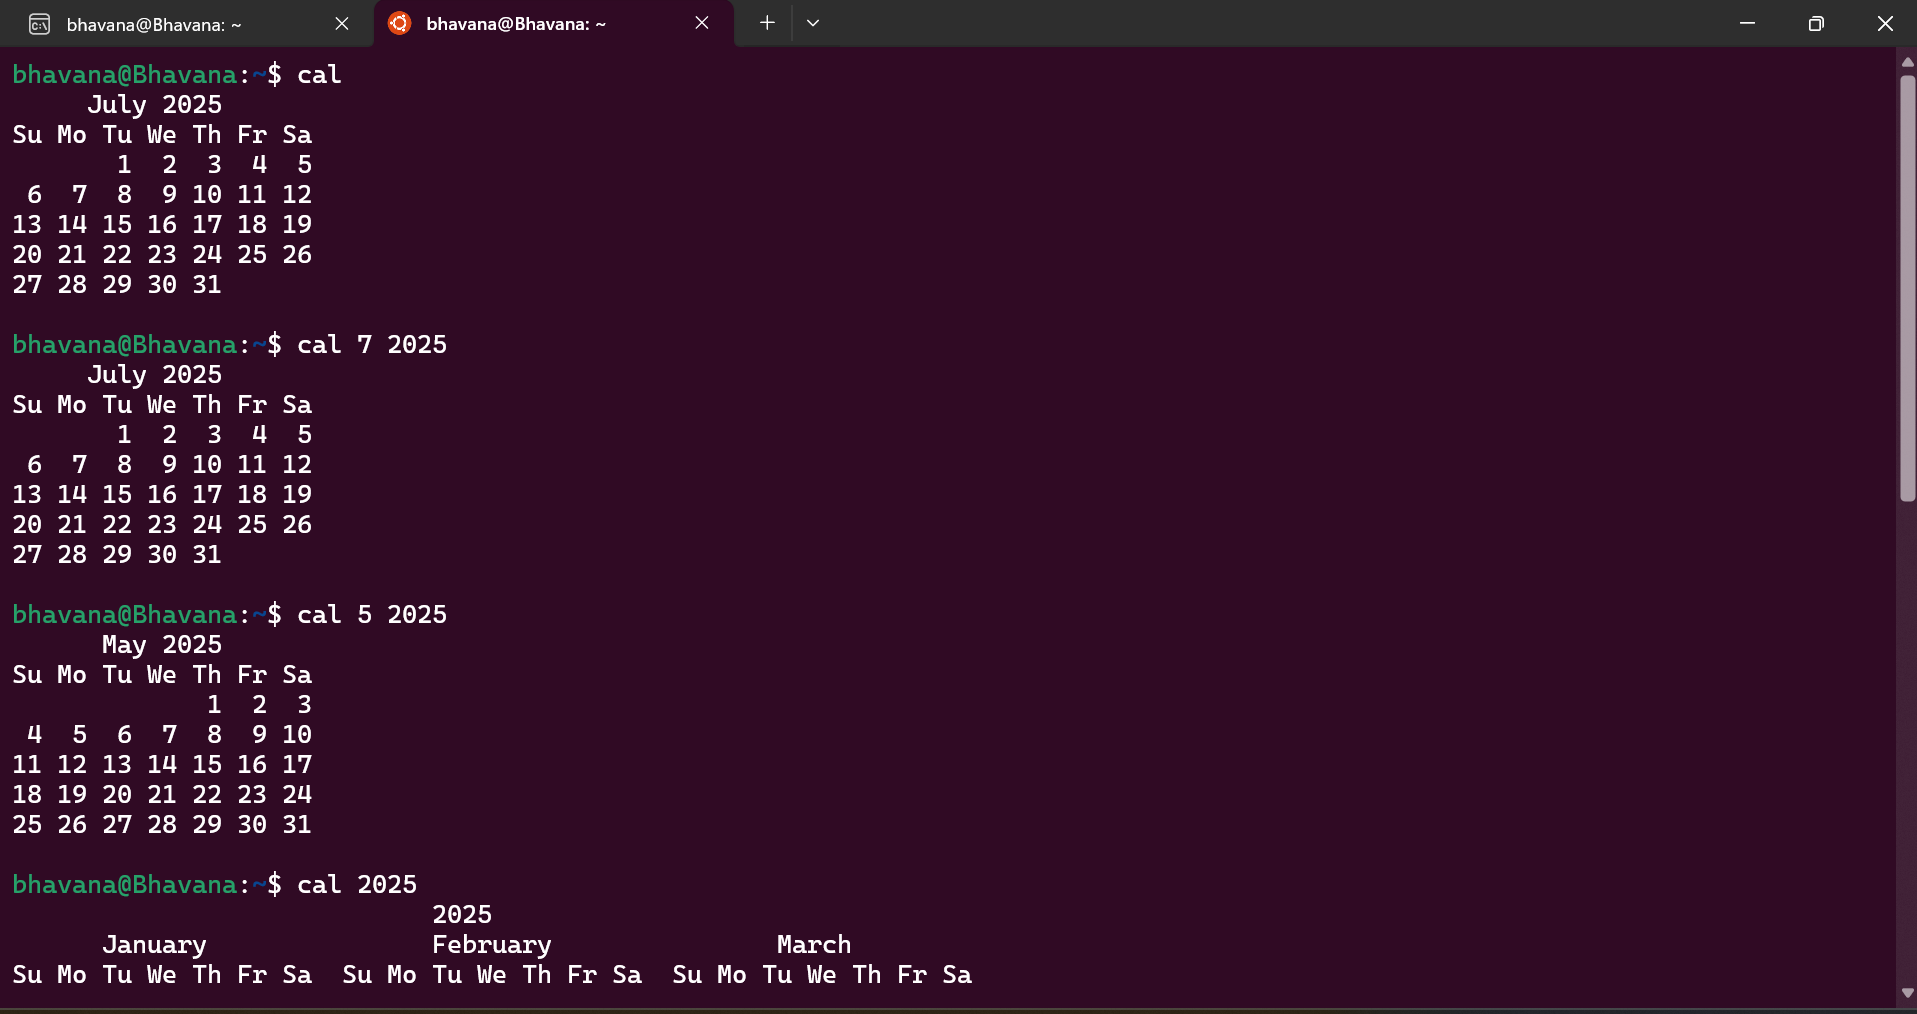 bhavana@Bhavana: ~ bhavana@Bhavana: ~
bhavana@Bhavana:~$ cal
     July 2025
Su Mo Tu We Th Fr Sa
       1  2  3  4  5
 6  7  8  9 10 11 12
13 14 15 16 17 18 19
20 21 22 23 24 25 26
27 28 29 30 31
bhavana@Bhavana:~$ cal 7 2025
     July 2025
Su Mo Tu We Th Fr Sa
       1  2  3  4  5
 6  7  8  9 10 11 12
13 14 15 16 17 18 19
20 21 22 23 24 25 26
27 28 29 30 31
bhavana@Bhavana:~$ cal 5 2025
      May 2025
Su Mo Tu We Th Fr Sa
             1  2  3
 4  5  6  7  8  9 10
11 12 13 14 15 16 17
18 19 20 21 22 23 24
25 26 27 28 29 30 31
bhavana@Bhavana:~$ cal 2025
                            2025
      January               February               March
Su Mo Tu We Th Fr Sa  Su Mo Tu We Th Fr Sa  Su Mo Tu We Th Fr Sa